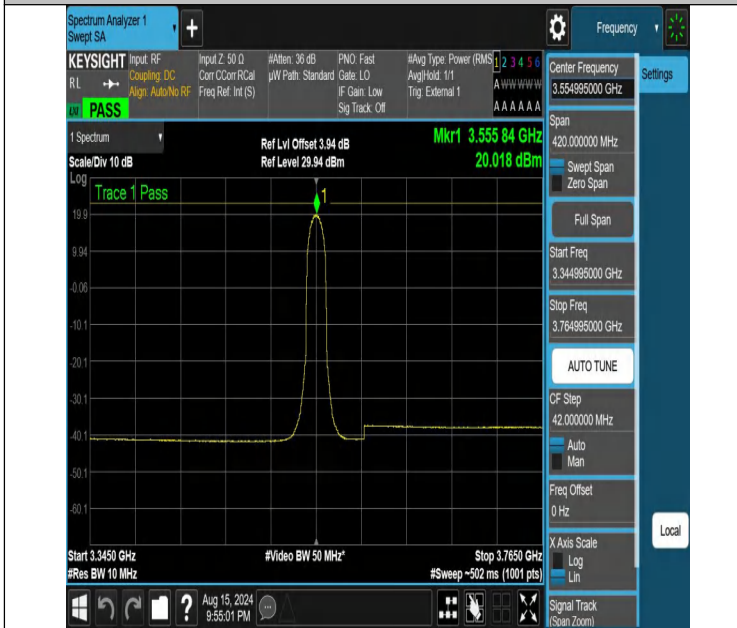 Spectrum Analyzer 1
Swept SA
+
Frequency
KEYSIGHT
Input: RF
Input Z: 50 Ω
#Atten: 36 dB
PNO: Fast
#Avg Type: Power (RMS
1 2 3 4 5 6
RL
Coupling: DC
Corr CCorr RCal
µW Path: Standard
Gate: LO
Avg|Hold: 1/1
A W W W W W
Align: Auto/No RF
Freq Ref: Int (S)
IF Gain: Low
Trig: External 1
Sig Track: Off
A A A A A A
LXI
PASS
1 Spectrum
Ref Lvl Offset 3.94 dB
Mkr1 3.555 84 GHz
Scale/Div 10 dB
Ref Level 29.94 dBm
20.018 dBm
Log
Trace 1 Pass
1
19.9
9.94
-0.06
-10.1
-20.1
-30.1
-40.1
-50.1
-60.1
Start 3.3450 GHz
#Video BW 50 MHz*
Stop 3.7650 GHz
#Res BW 10 MHz
#Sweep ~502 ms (1001 pts)
Aug 15, 2024
9:55:01 PM
?
Center Frequency
3.554995000 GHz
Settings
Span
420.000000 MHz
Swept Span
Zero Span
Full Span
Start Freq
3.344995000 GHz
Stop Freq
3.764995000 GHz
AUTO TUNE
CF Step
42.000000 MHz
Auto
Man
Freq Offset
0 Hz
Local
X Axis Scale
Log
Lin
Signal Track
(Span Zoom)